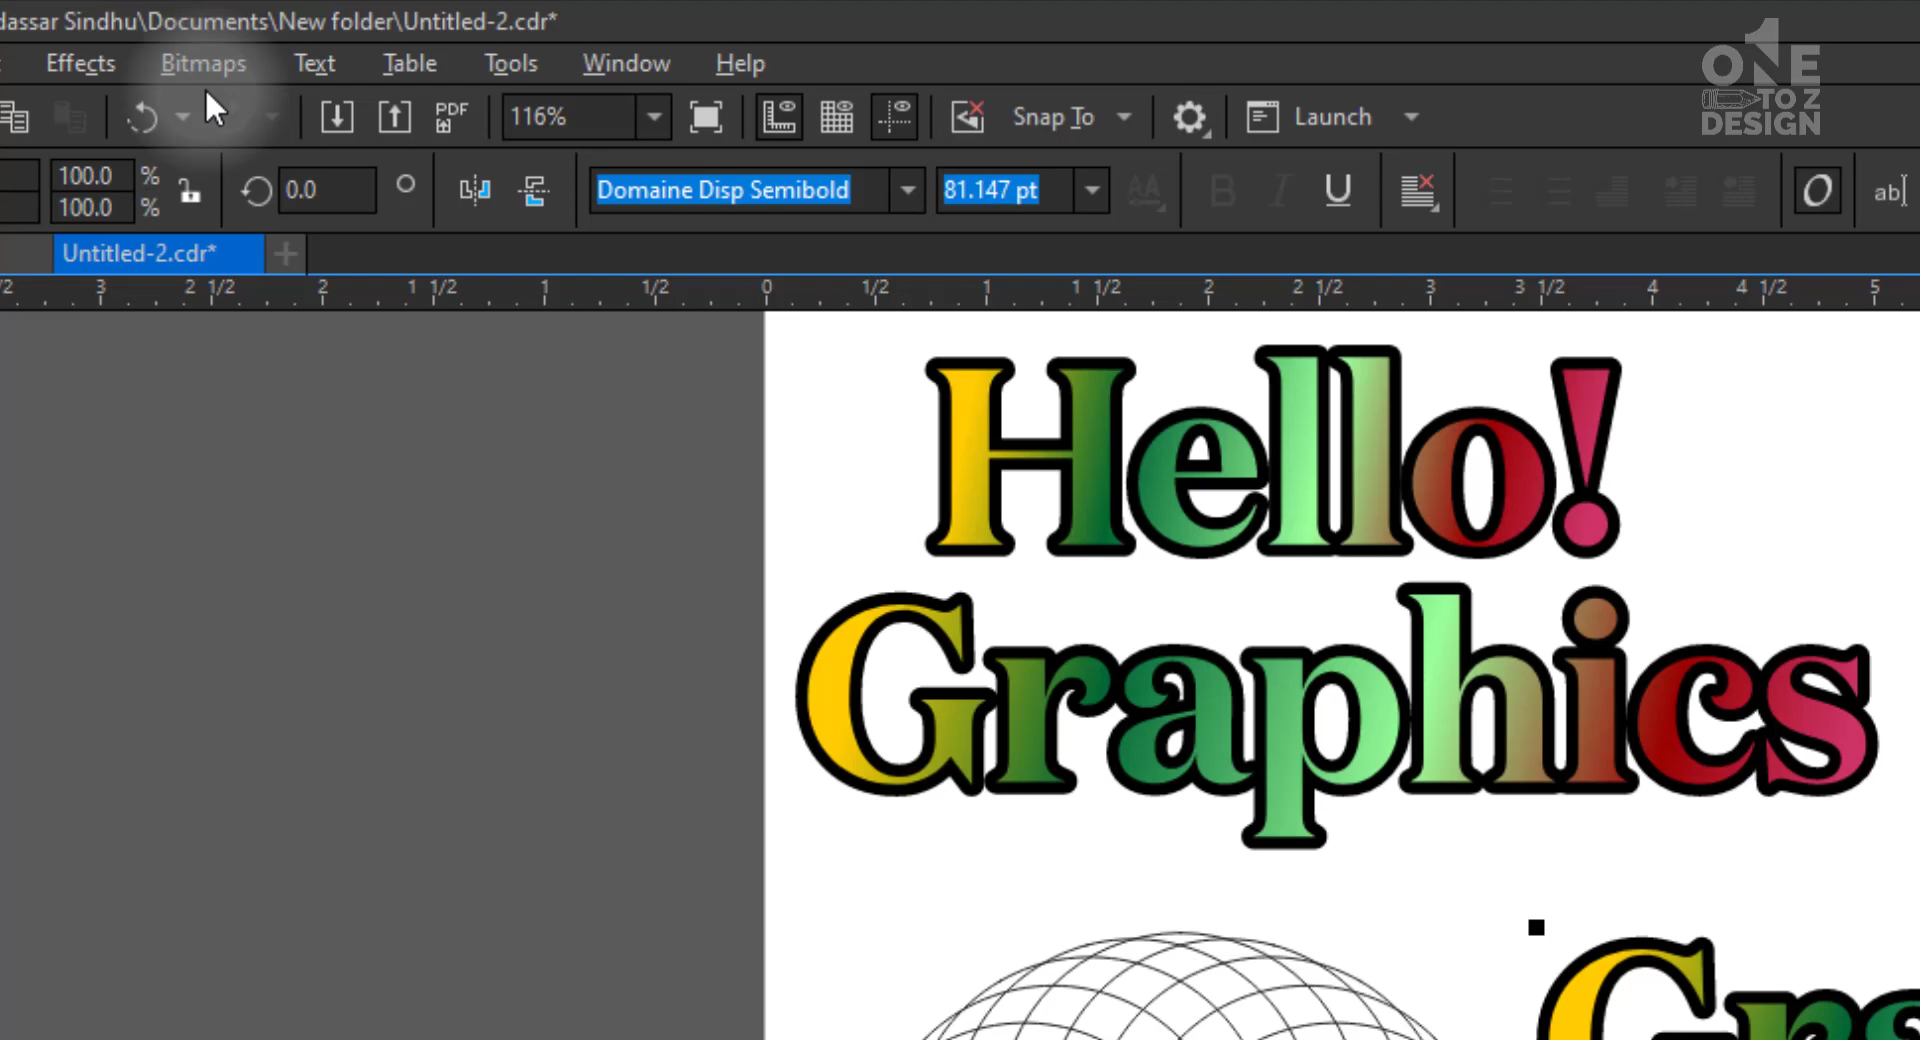 dassar Sindhu\Documents\New folder\Untitled-2.cdr*
Effects Bitmaps Text Table Tools Window Help
PDF 116% Snap To Launch
ONE
TO Z
DESIGN
100.0 %
100.0 %
0.0 Domaine Disp Semibold 81.147 pt AA B I U O ab
Untitled-2.cdr* +
/2 3 2 1/2 2 1 1/2 1 1/2 0 1/2 1 1 1/2 2 2 1/2 3 3 1/2 4 4 1/2 5
Hello!
Graphics
Gra